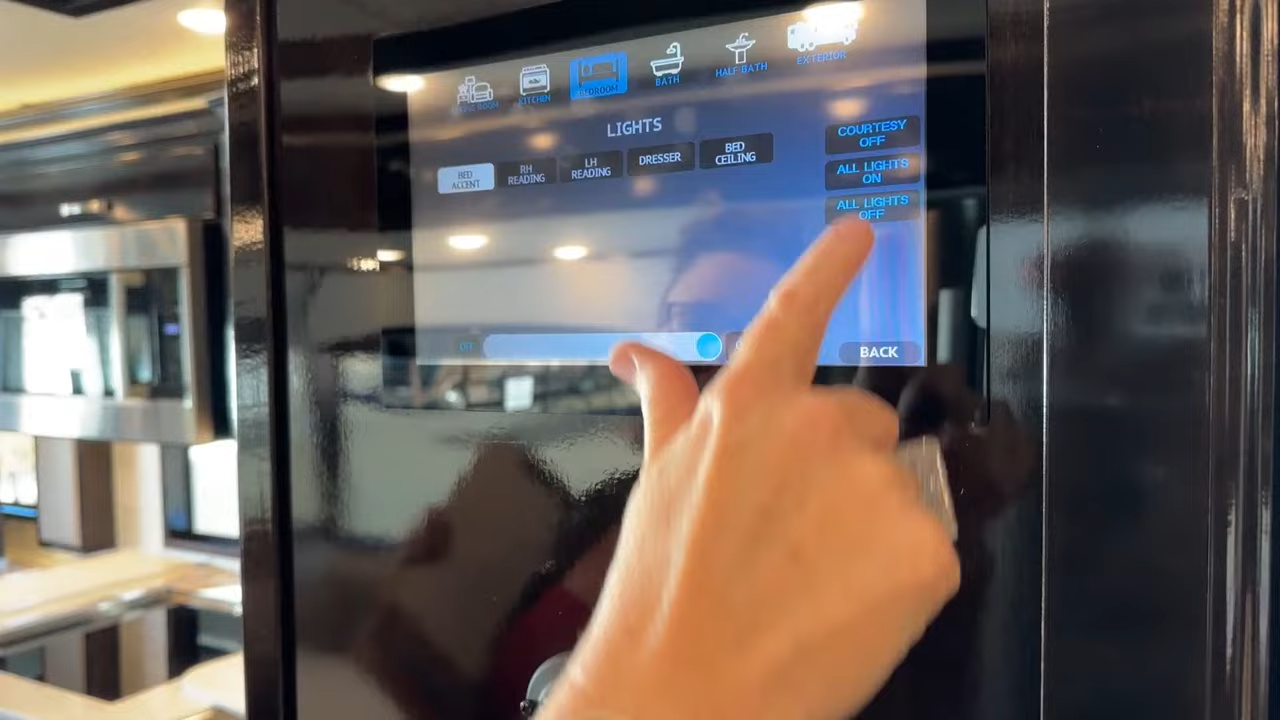 ROOM
KITCHEN
BEDROOM
BATH
HALF BATH
EXTERIOR
LIGHTS
BED
ACCENT
RH
READING
LH
READING
DRESSER
BED
CEILING
COURTESY
OFF
ALL LIGHTS
ON
ALL LIGHTS
OFF
OFF
BACK